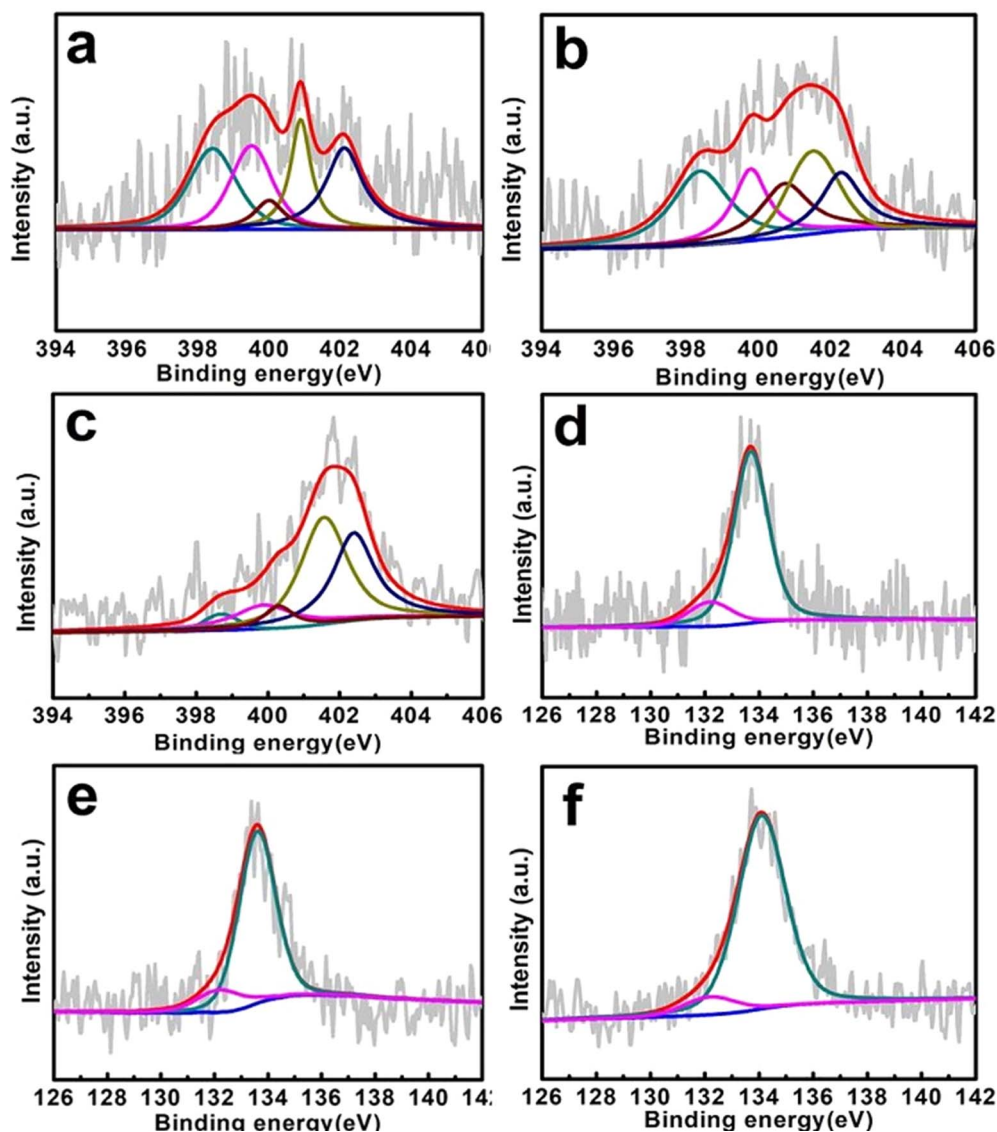 a
Intensity (a.u.)
394 396 398 400 402 404 40
Binding energy(eV)
b
Intensity (a.u.)
394 396 398 400 402 404 406
Binding energy(eV)
c
Intensity (a.u.)
394 396 398 400 402 404 406
Binding energy(eV)
d
Intensity (a.u.)
126 128 130 132 134 136 138 140 142
Binding energy(eV)
e
Intensity (a.u.)
126 128 130 132 134 136 138 140 14
Binding energy(eV)
f
Intensity (a.u.)
126 128 130 132 134 136 138 140 142
Binding energy(eV)